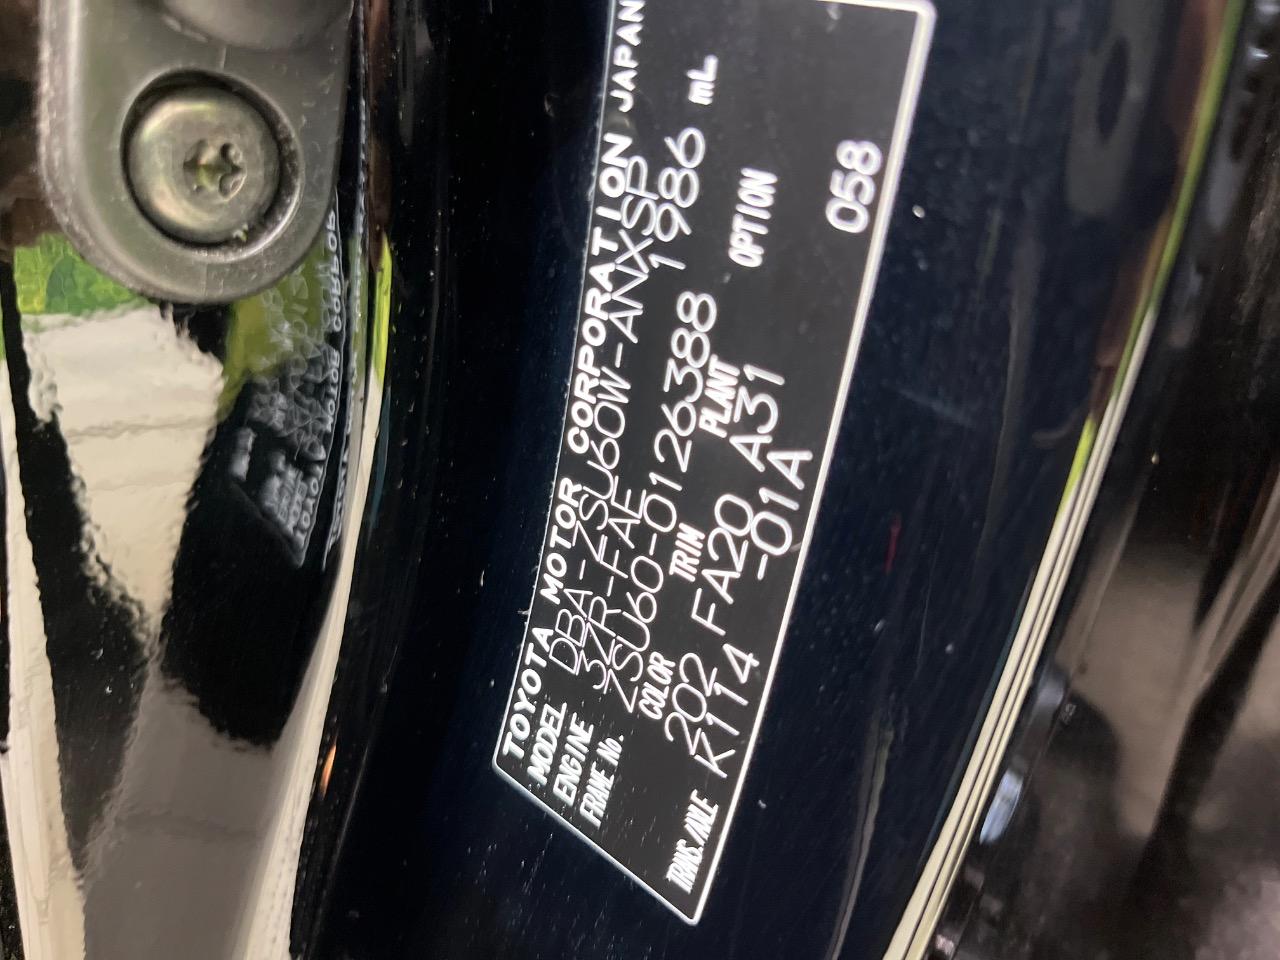 TOYOTA MOTOR CORPORATION JAPAN
MODEL DBA-ZSU60W-ANXSP
ENGINE 3ZR-FAE 1986 mL
FRAME No. ZSU60-0126388
COLOR TRIM PLANT OPTION
202 FA20 A31
TRANS./AXLE K114 -01A 058